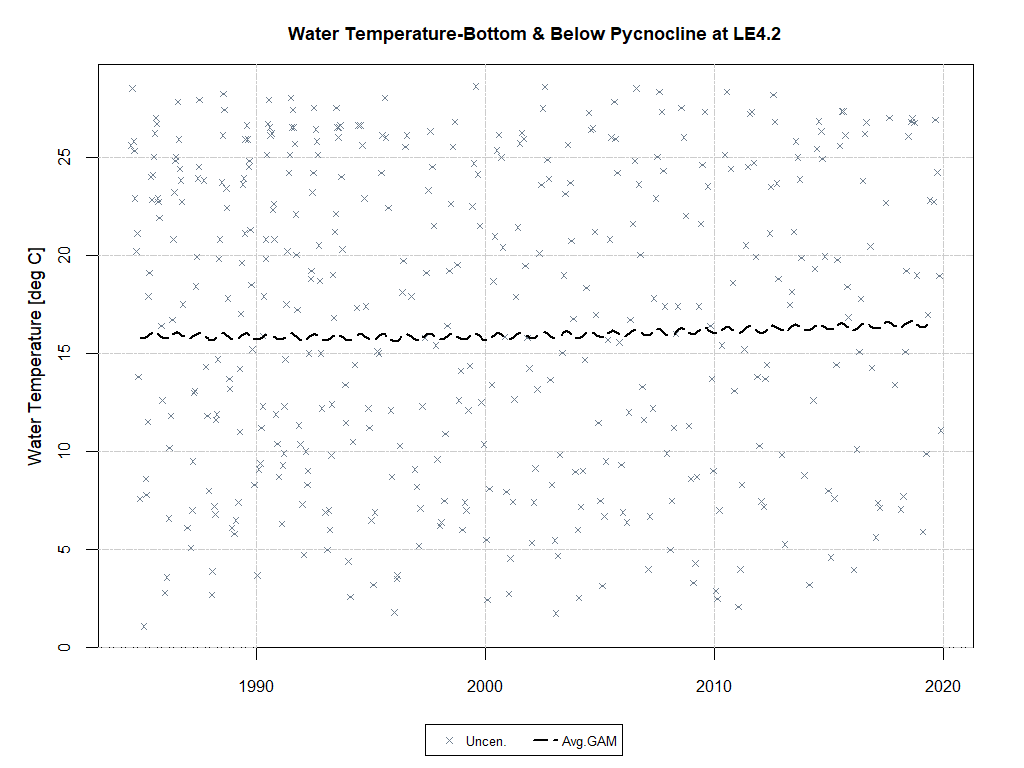 Water Temperature-Bottom & Below Pycnocline at LE4.2
Water Temperature [deg C]
25
20
15
10
5
0
1990
2000
2010
2020
Uncen.
Avg.GAM